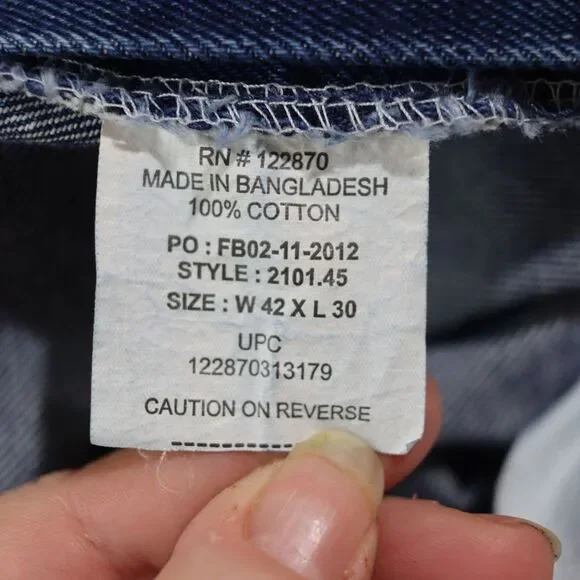 RN # 122870
MADE IN BANGLADESH
100% COTTON
PO : FB02-11-2012
STYLE : 2101.45
SIZE : W 42 X L 30
UPC
122870313179
CAUTION ON REVERSE